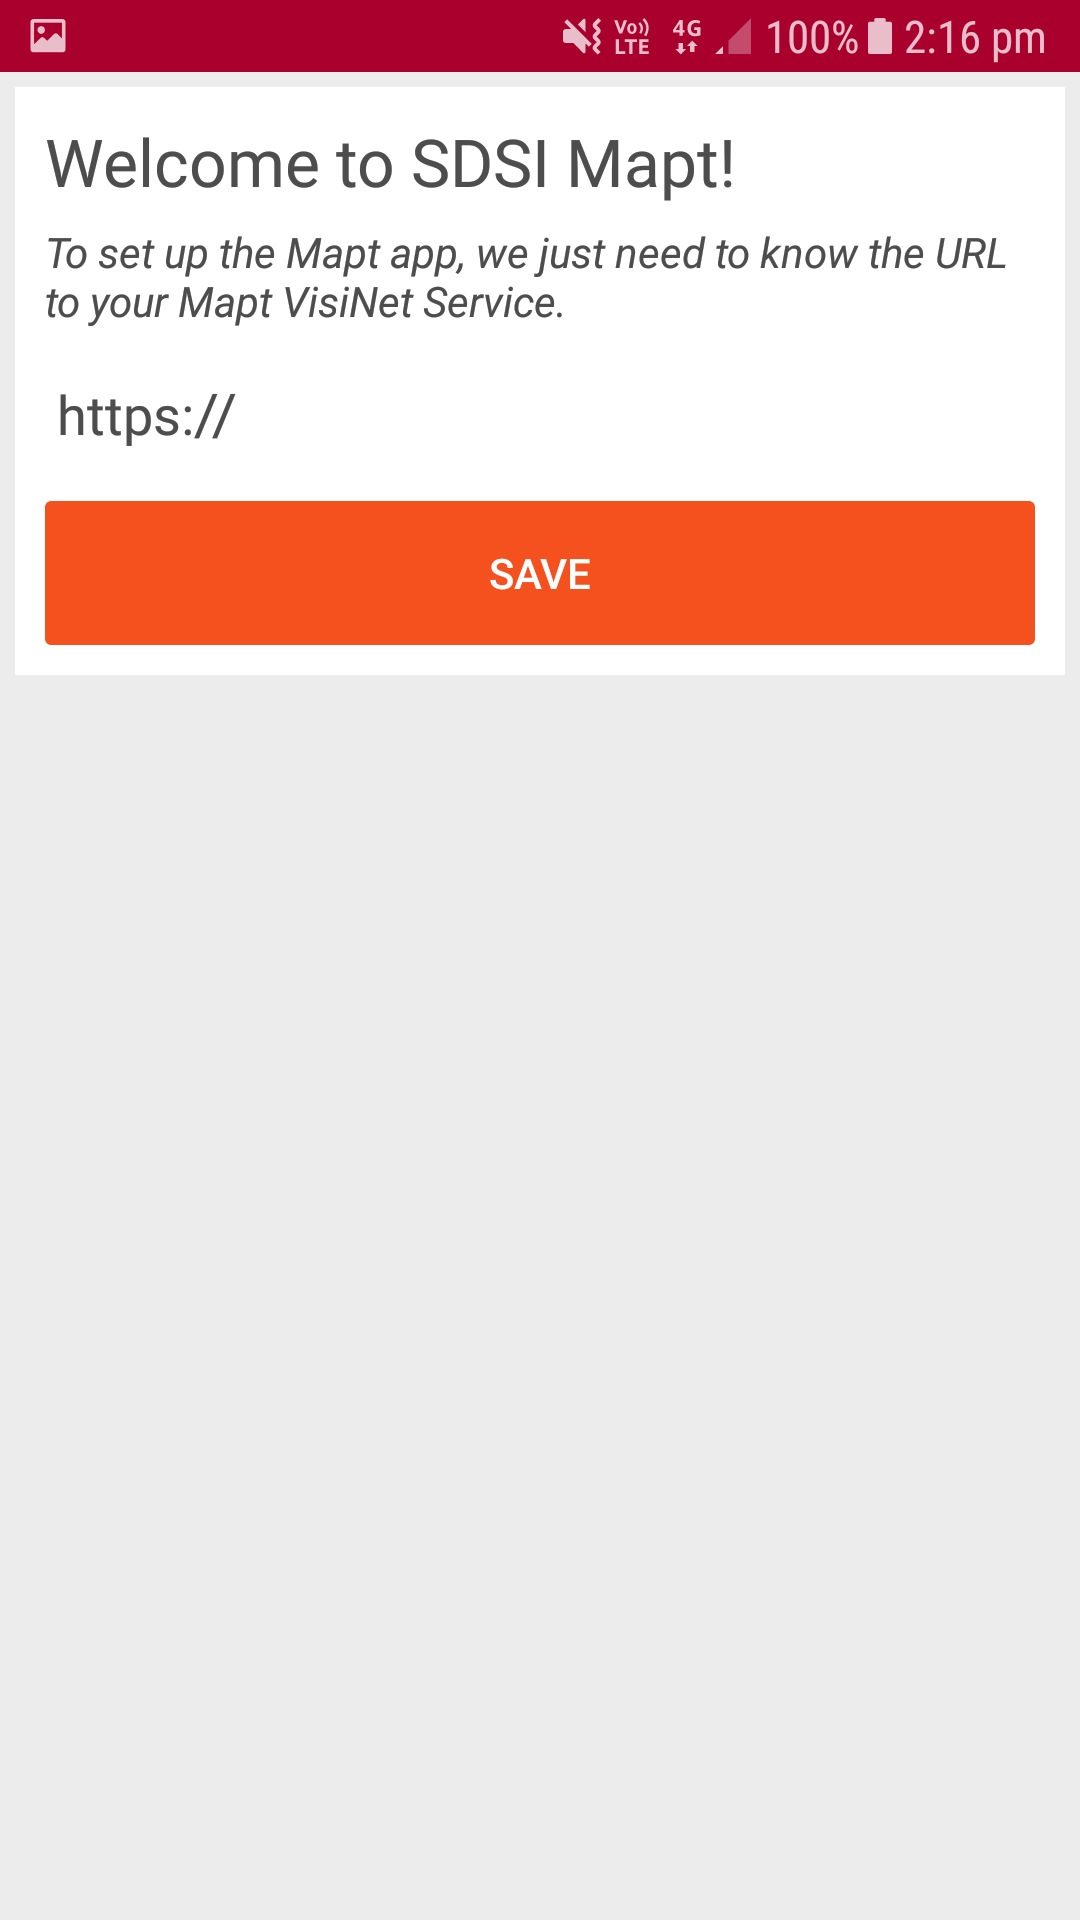 Vo)) LTE 4G 100% 2:16 pm
Welcome to SDSI Mapt!
To set up the Mapt app, we just need to know the URL
to your Mapt VisiNet Service.
https://
SAVE